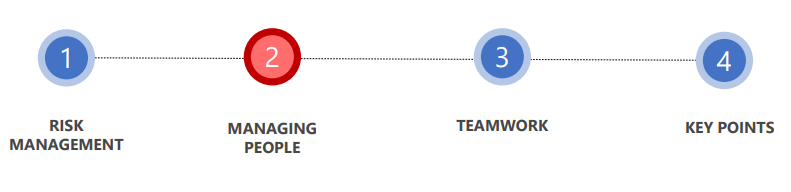 1
2
3
4
RISK
MANAGEMENT
MANAGING
PEOPLE
TEAMWORK
KEY POINTS